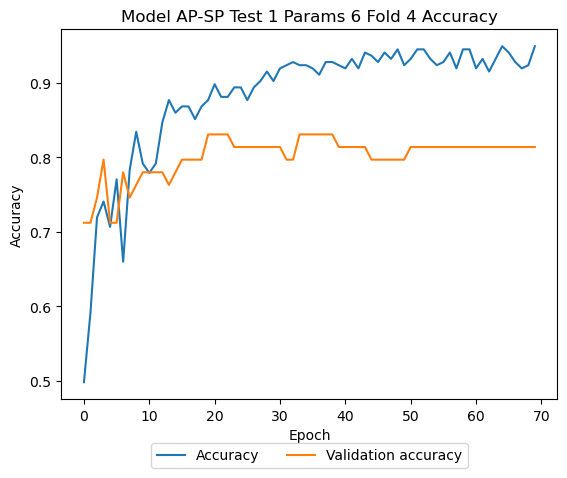 Model AP-SP Test 1 Params 6 Fold 4 Accuracy
Accuracy
0.9
0.8
0.7
0.6
0.5
0 10 20 30 40 50 60 70
Epoch
Accuracy Validation accuracy